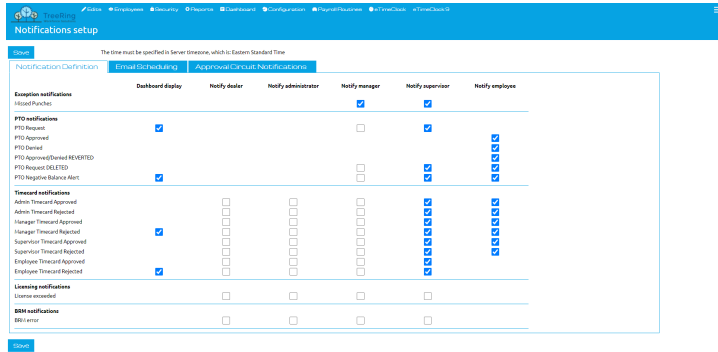 TreeRing
Edits Employees Security Reports Dashboard Configuration Payroll Routines eTimeClock eTimeClock 9
Notifications setup
Save The time must be specified in Server timezone, which is: Eastern Standard Time
Notification Definition Email Scheduling Approval Circuit Notifications
Dashboard display Notify dealer Notify administrator Notify manager Notify supervisor Notify employee
Exception notifications
Missed Punches
PTO notifications
PTO Request
PTO Approved
PTO Denied
PTO Approved/Denied REVERTED
PTO Request DELETED
PTO Negative Balance Alert
Timecard notifications
Admin Timecard Approved
Admin Timecard Rejected
Manager Timecard Approved
Manager Timecard Rejected
Supervisor Timecard Approved
Supervisor Timecard Rejected
Employee Timecard Approved
Employee Timecard Rejected
Licensing notifications
License exceeded
BRM notifications
BRM error
Save